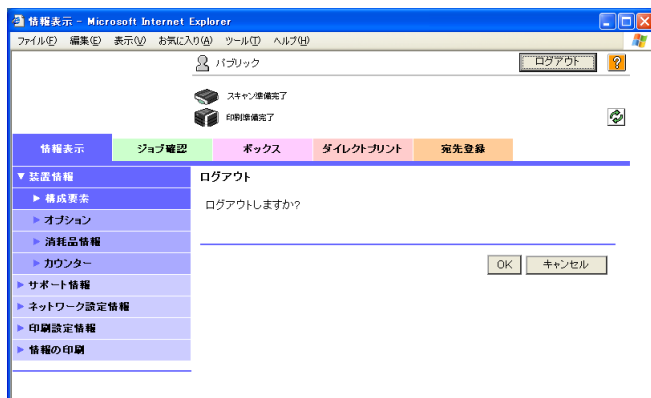 情報表示 - Microsoft Internet Explorer
ファイル(F) 編集(E) 表示(V) お気に入り(A) ツール(T) ヘルプ(H)
パブリック ログアウト ?
スキャン準備完了
印刷準備完了
情報表示 ジョブ確認 ボックス ダイレクトプリント 宛先登録
▼装置情報
▶構成要素
▶オプション
▶消耗品情報
▶カウンター
▶サポート情報
▶ネットワーク設定情報
▶印刷設定情報
▶情報の印刷
ログアウト
ログアウトしますか?
OK キャンセル